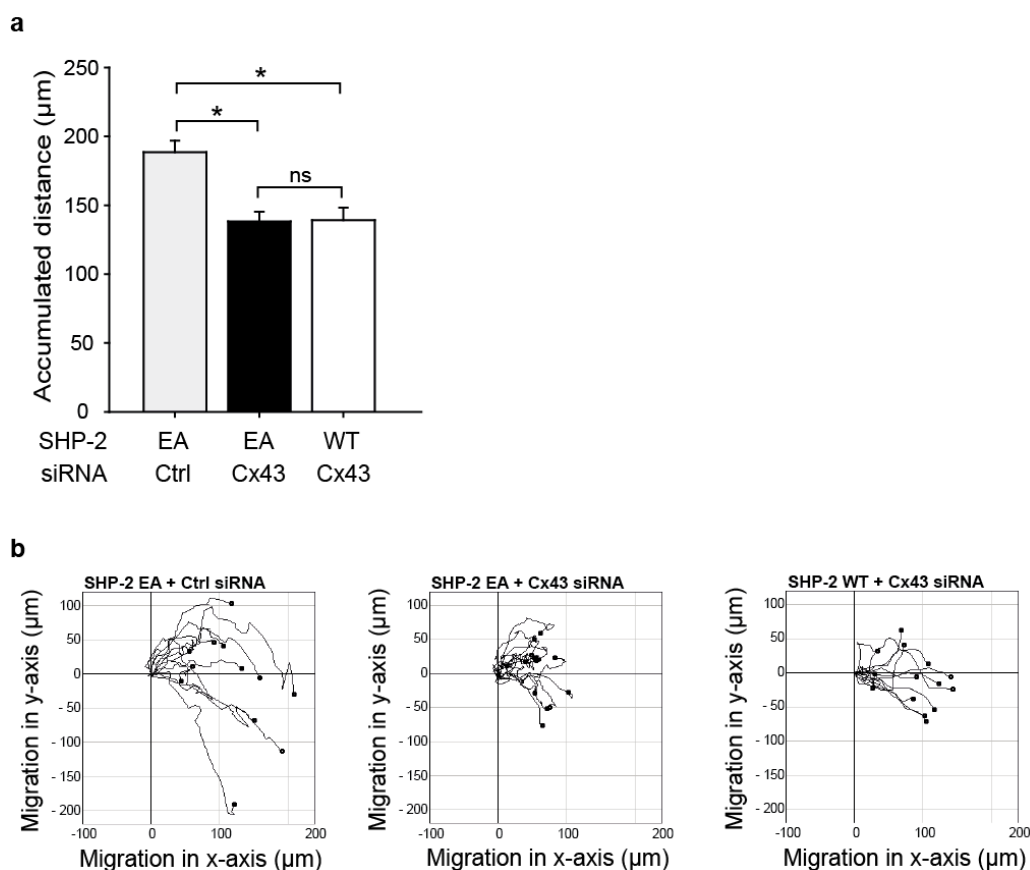 a
Accumulated distance (µm)
250
200
150
100
50
0
*
*
ns
SHP-2 EA EA WT
siRNA Ctrl Cx43 Cx43
b
SHP-2 EA + Ctrl siRNA
Migration in y-axis (µm)
100
50
0
- 50
- 100
- 150
- 200
-100 0 100 200
Migration in x-axis (µm)
SHP-2 EA + Cx43 siRNA
Migration in y-axis (µm)
100
50
0
- 50
- 100
- 150
- 200
-100 0 100 200
Migration in x-axis (µm)
SHP-2 WT + Cx43 siRNA
Migration in y-axis (µm)
100
50
0
- 50
- 100
- 150
- 200
-100 0 100 200
Migration in x-axis (µm)